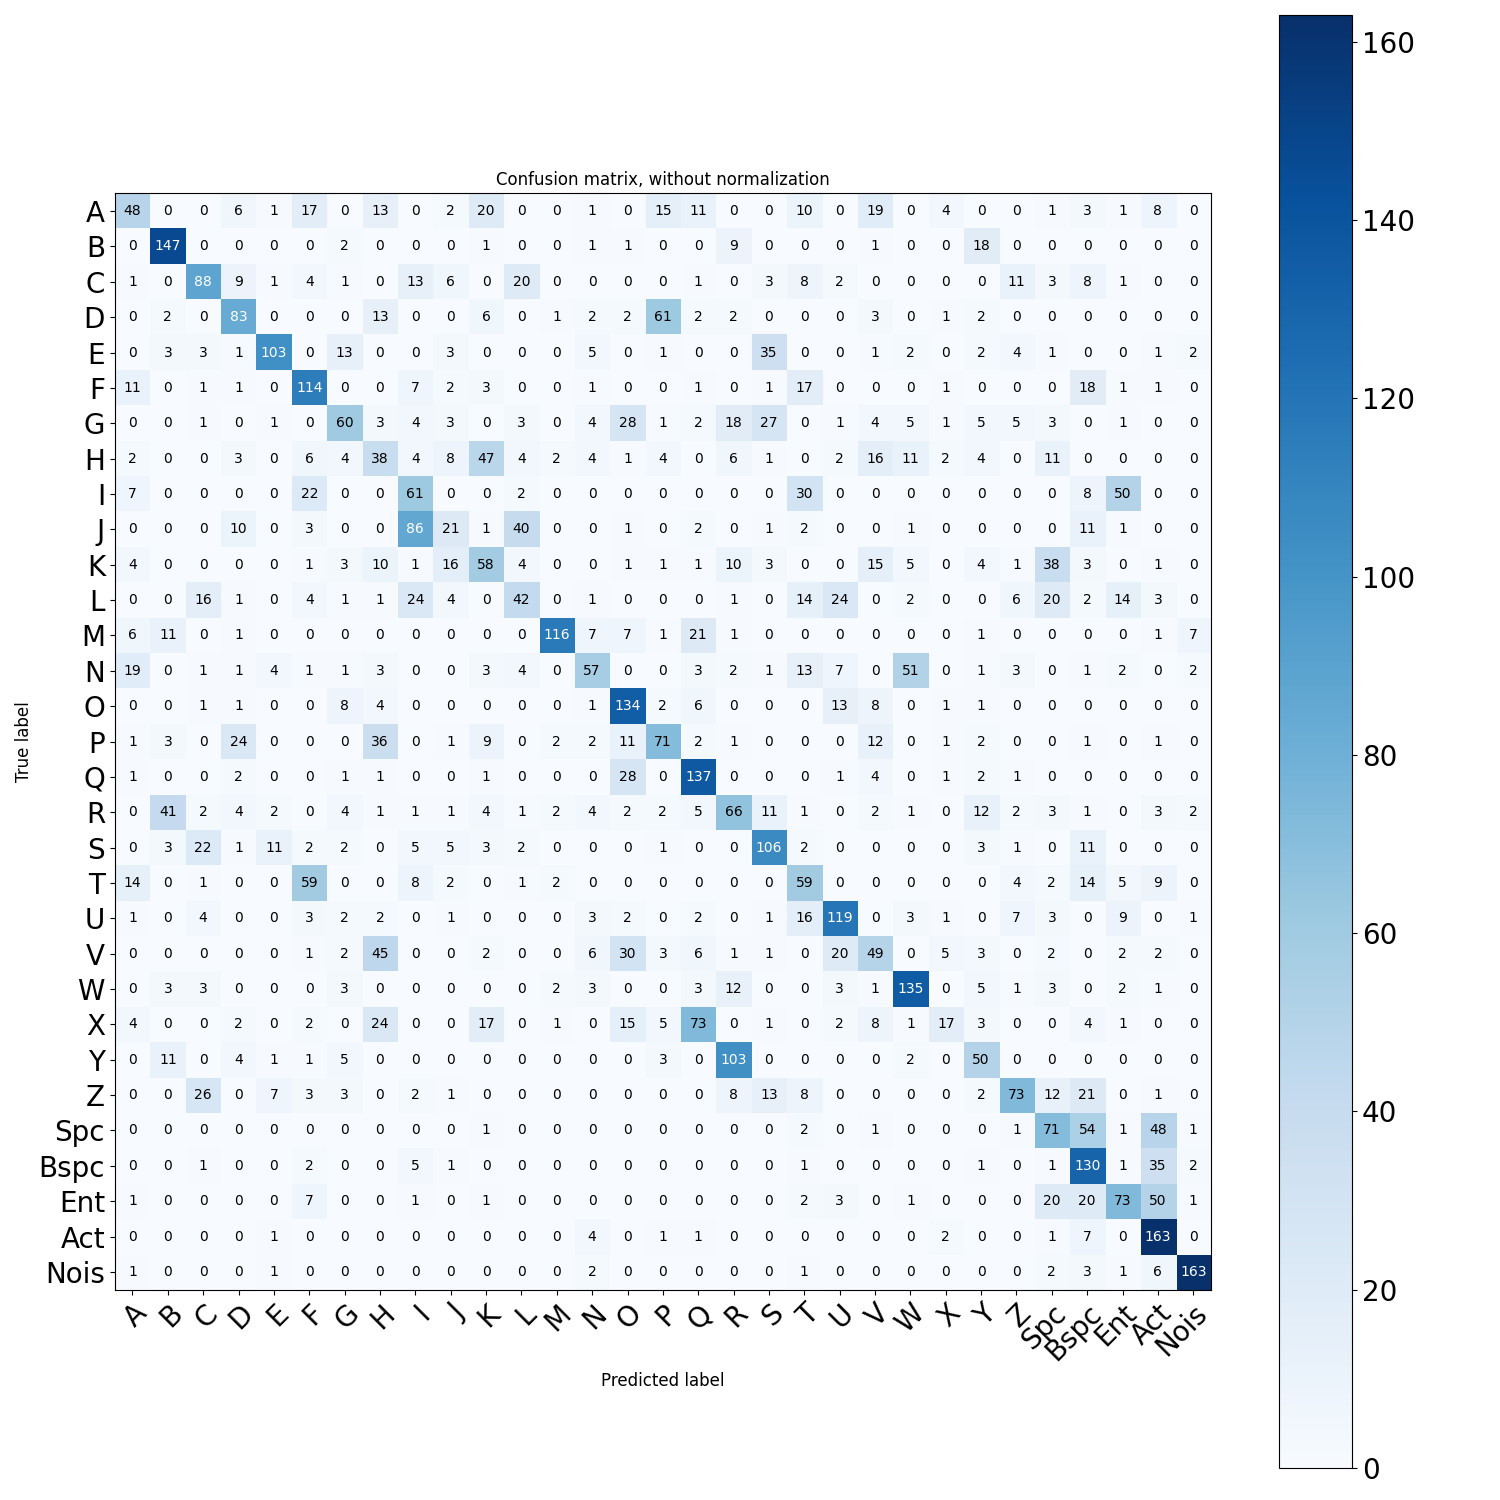 Confusion matrix, without normalization
A 48 0 0 6 1 17 0 13 0 2 20 0 0 1 0 15 11 0 0 10 0 19 0 4 0 0 1 3 1 8 0
B 0 147 0 0 0 0 2 0 0 0 1 0 0 1 1 0 0 9 0 0 0 1 0 0 18 0 0 0 0 0 0
C 1 0 88 9 1 4 1 0 13 6 0 20 0 0 0 0 1 0 3 8 2 0 0 0 0 11 3 8 1 0 0
D 0 2 0 83 0 0 0 13 0 0 6 0 1 2 2 61 2 2 0 0 0 3 0 1 2 0 0 0 0 0 0
E 0 3 3 1 103 0 13 0 0 3 0 0 0 5 0 1 0 0 35 0 0 1 2 0 2 4 1 0 0 1 2
F 11 0 1 1 0 114 0 0 7 2 3 0 0 1 0 0 1 0 1 17 0 0 0 1 0 0 0 18 1 1 0
G 0 0 1 0 1 0 60 3 4 3 0 3 0 4 28 1 2 18 27 0 1 4 5 1 5 5 3 0 1 0 0
H 2 0 0 3 0 6 4 38 4 8 47 4 2 4 1 4 0 6 1 0 2 16 11 2 4 0 11 0 0 0 0
I 7 0 0 0 0 22 0 0 61 0 0 2 0 0 0 0 0 0 0 30 0 0 0 0 0 0 0 8 50 0 0
J 0 0 0 10 0 3 0 0 86 21 1 40 0 0 1 0 2 0 1 2 0 0 1 0 0 0 0 11 1 0 0
K 4 0 0 0 0 1 3 10 1 16 58 4 0 0 1 1 1 10 3 0 0 15 5 0 4 1 38 3 0 1 0
L 0 0 16 1 0 4 1 1 24 4 0 42 0 1 0 0 0 1 0 14 24 0 2 0 0 6 20 2 14 3 0
M 6 11 0 1 0 0 0 0 0 0 0 0 116 7 7 1 21 1 0 0 0 0 0 0 1 0 0 0 0 1 7
N 19 0 1 1 4 1 1 3 0 0 3 4 0 57 0 0 3 2 1 13 7 0 51 0 1 3 0 1 2 0 2
O 0 0 1 1 0 0 8 4 0 0 0 0 0 1 134 2 6 0 0 0 13 8 0 1 1 0 0 0 0 0 0
P 1 3 0 24 0 0 0 36 0 1 9 0 2 2 11 71 2 1 0 0 0 12 0 1 2 0 0 1 0 1 0
Q 1 0 0 2 0 0 1 1 0 0 1 0 0 0 28 0 137 0 0 0 1 4 0 1 2 1 0 0 0 0 0
R 0 41 2 4 2 0 4 1 1 1 4 1 2 4 2 2 5 66 11 1 0 2 1 0 12 2 3 1 0 3 2
S 0 3 22 1 11 2 2 0 5 5 3 2 0 0 0 1 0 0 106 2 0 0 0 0 3 1 0 11 0 0 0
T 14 0 1 0 0 59 0 0 8 2 0 1 2 0 0 0 0 0 0 59 0 0 0 0 0 4 2 14 5 9 0
U 1 0 4 0 0 3 2 2 0 1 0 0 0 3 2 0 2 0 1 16 119 0 3 1 0 7 3 0 9 0 1
V 0 0 0 0 0 1 2 45 0 0 2 0 0 6 30 3 6 1 1 0 20 49 0 5 3 0 2 0 2 2 0
W 0 3 3 0 0 0 3 0 0 0 0 0 2 3 0 0 3 12 0 0 3 1 135 0 5 1 3 0 2 1 0
X 4 0 0 2 0 2 0 24 0 0 17 0 1 0 15 5 73 0 1 0 2 8 1 17 3 0 0 4 1 0 0
Y 0 11 0 4 1 1 5 0 0 0 0 0 0 0 0 3 0 103 0 0 0 0 2 0 50 0 0 0 0 0 0
Z 0 0 26 0 7 3 3 0 2 1 0 0 0 0 0 0 0 8 13 8 0 0 0 0 2 73 12 21 0 1 0
Spc 0 0 0 0 0 0 0 0 0 0 1 0 0 0 0 0 0 0 0 2 0 1 0 0 0 1 71 54 1 48 1
Bspc 0 0 1 0 0 2 0 0 5 1 0 0 0 0 0 0 0 0 0 1 0 0 0 0 1 0 1 130 1 35 2
Ent 1 0 0 0 0 7 0 0 1 0 1 0 0 0 0 0 0 0 0 2 3 0 1 0 0 0 20 20 73 50 1
Act 0 0 0 0 1 0 0 0 0 0 0 0 0 4 0 1 1 0 0 0 0 0 0 2 0 0 1 7 0 163 0
Nois 1 0 0 0 1 0 0 0 0 0 0 0 0 2 0 0 0 0 0 1 0 0 0 0 0 0 2 3 1 6 163
A B C D E F G H I J K L M N O P Q R S T U V W X Y Z Spc Bspc Ent Act Nois
Predicted label
True label
160
140
120
100
80
60
40
20
0